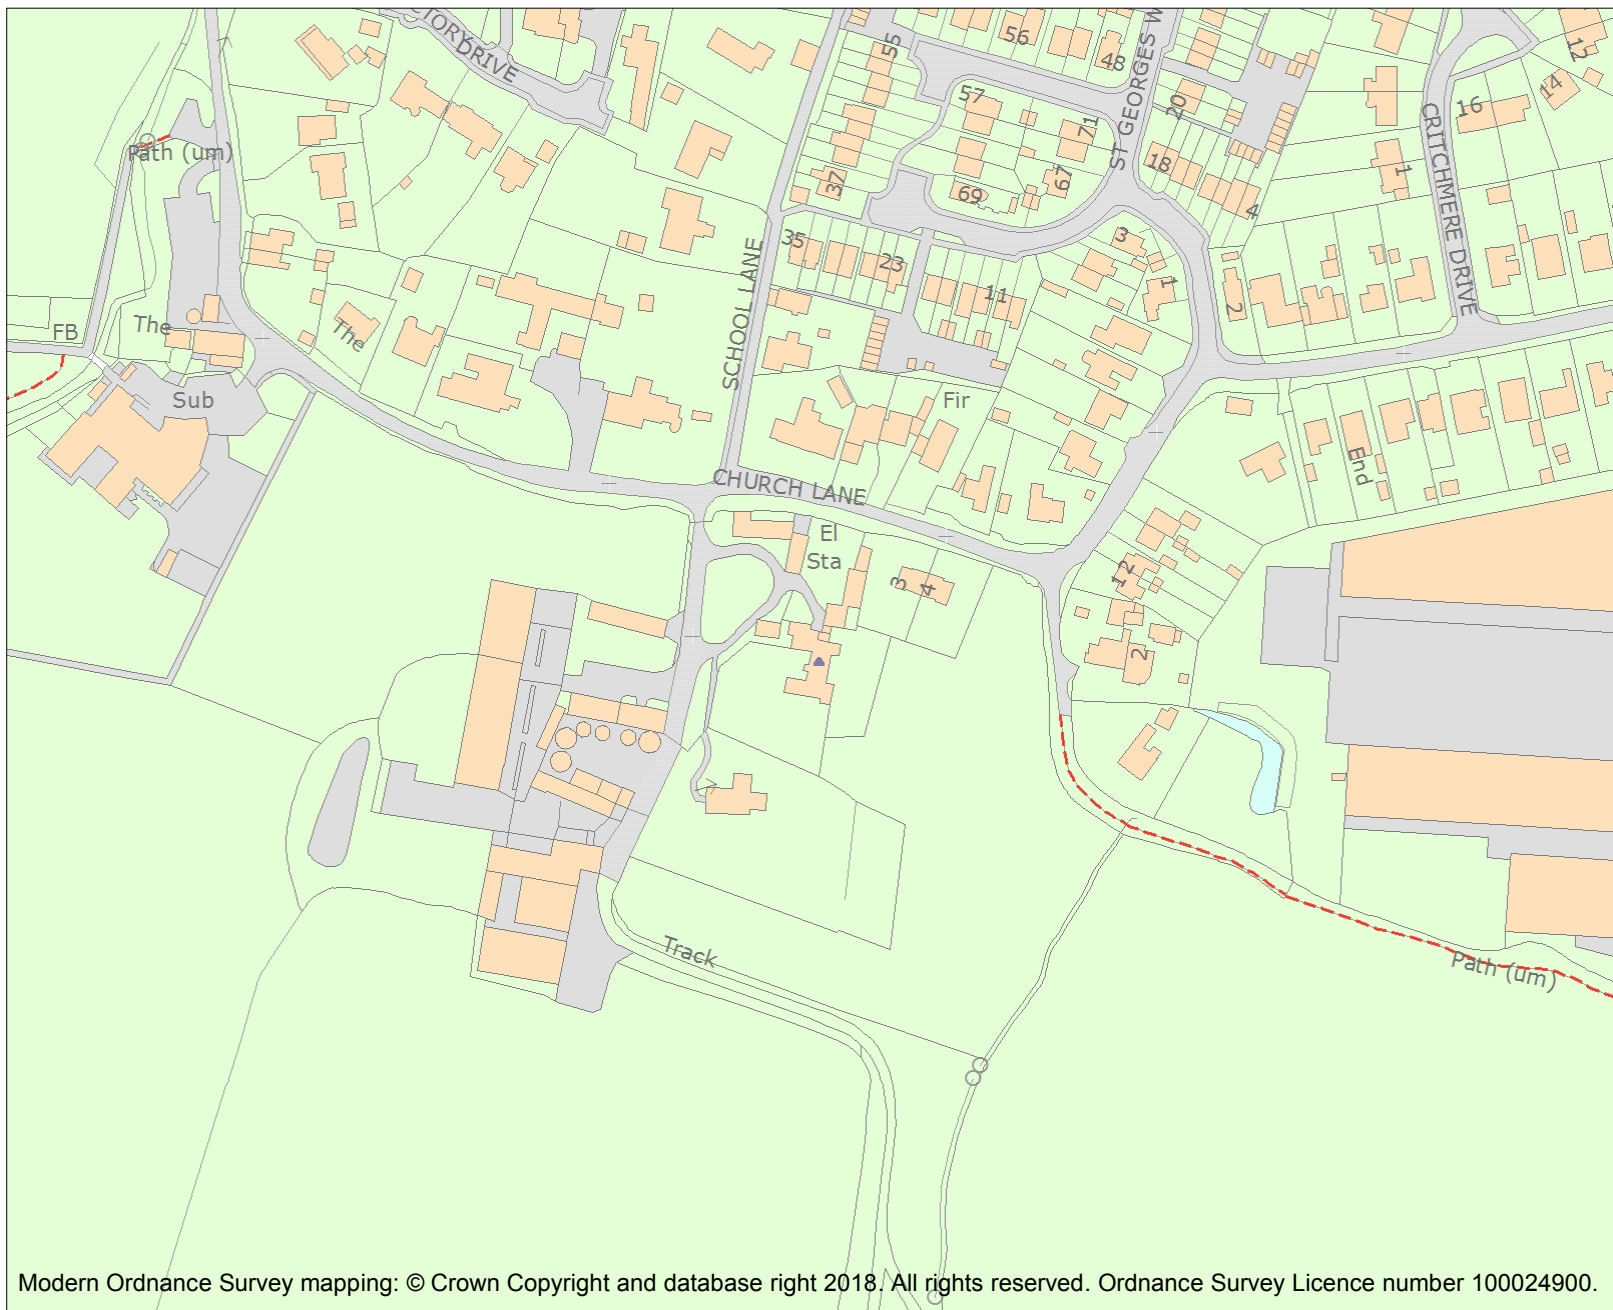 CTORY
DRIVE
55
56
48
ST GEORGES W
12
14
16
57
71
20
Path (um)
18
67
1
CRITCHMERE DRIVE
37
69
4
35
3
23
SCHOOL LANE
11
1
2
FB
The
The
Sub
Fir
End
CHURCH LANE
El
Sta
3
4
12
2
Track
Path (um)
Modern Ordnance Survey mapping: © Crown Copyright and database right 2018. All rights reserved. Ordnance Survey Licence number 100024900.